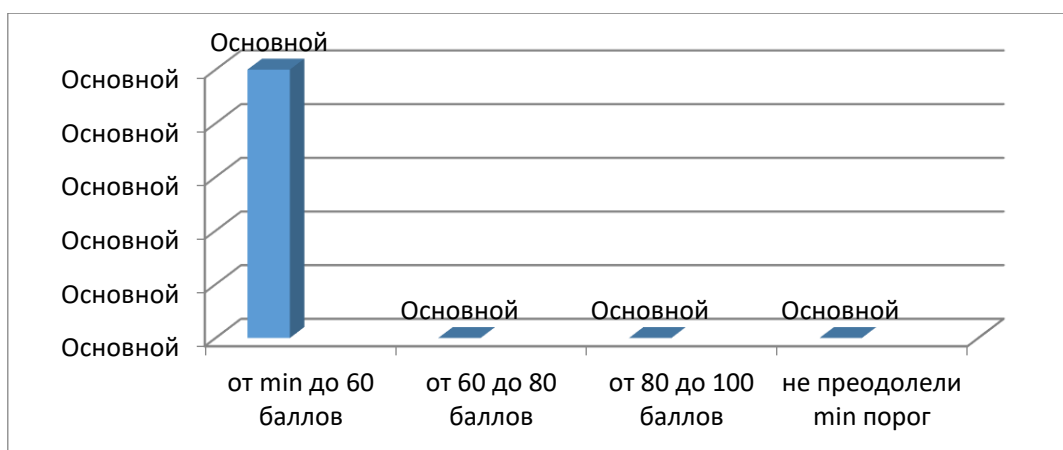 Основной
Основной
Основной
Основной
Основной
Основной
Основной
Основной
Основной
Основной
от min до 60
баллов
от 60 до 80
баллов
от 80 до 100
баллов
не преодолели
min порог